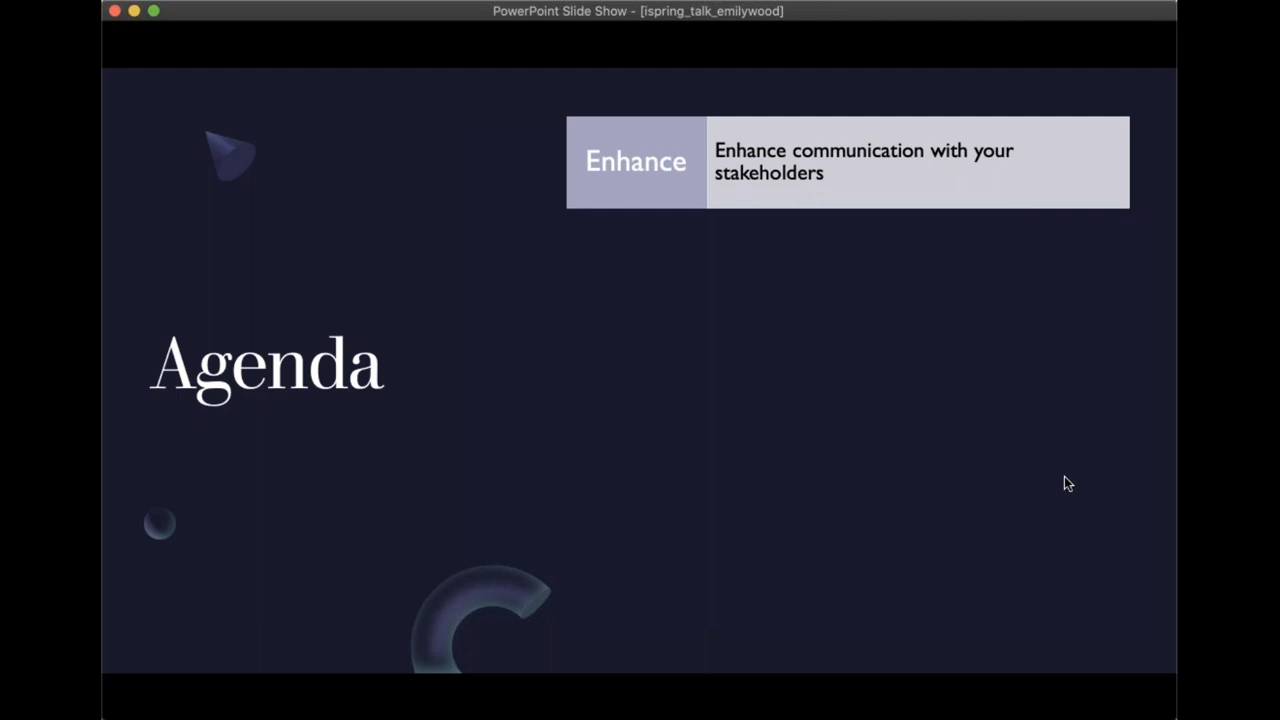 PowerPoint Slide Show - [ispring_talk_emilywood]
Enhance
Enhance communication with your
stakeholders
Agenda